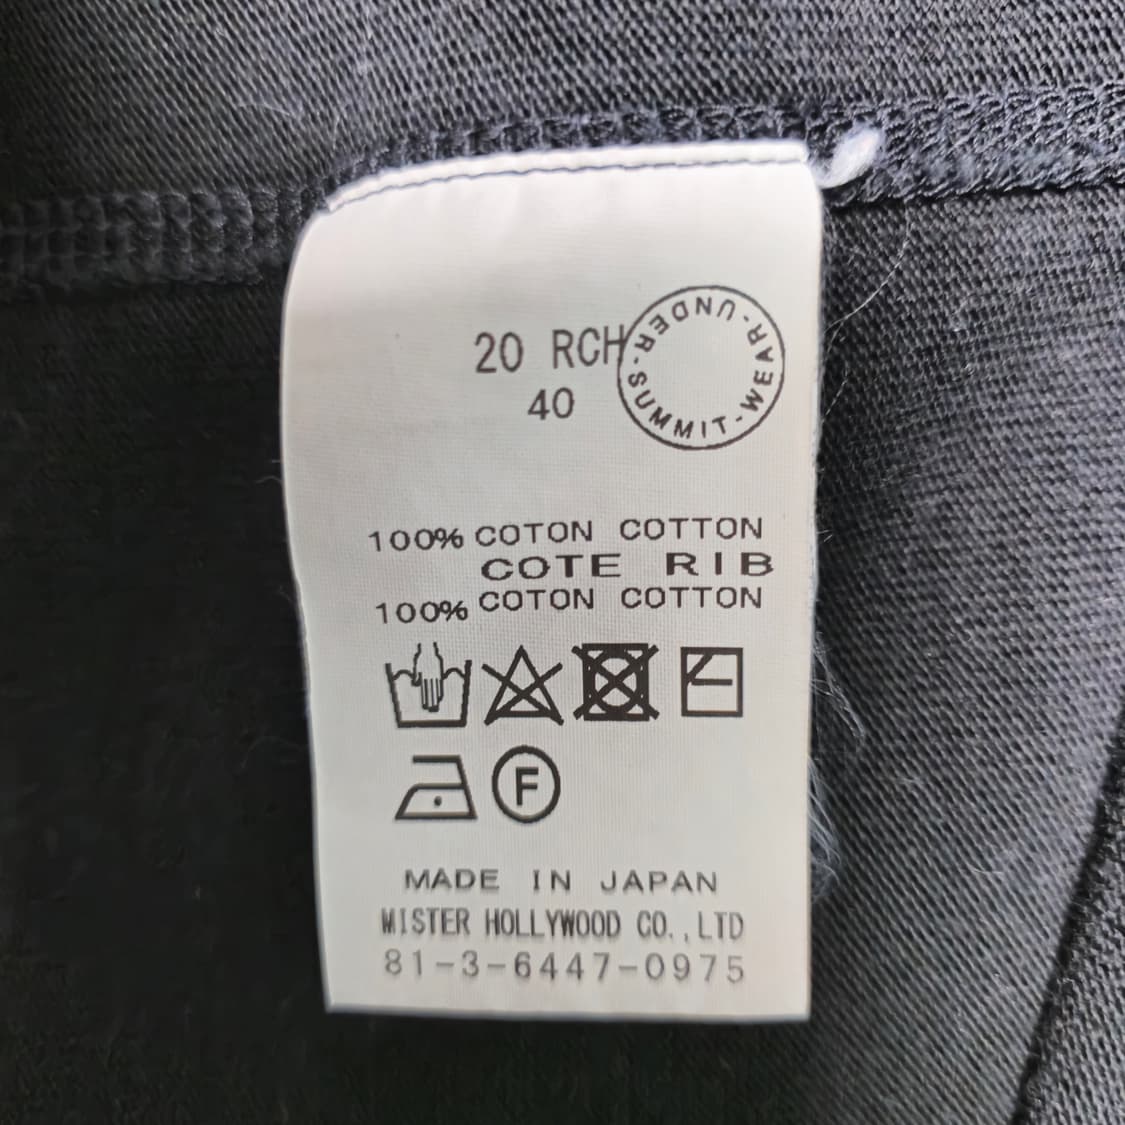 20 RCH
40
UNDER-SUMMIT-WEAR-
100% COTON COTTON
COTE RIB
100% COTON COTTON
F
MADE IN JAPAN
MISTER HOLLYWOOD CO.,LTD
81-3-6447-0975